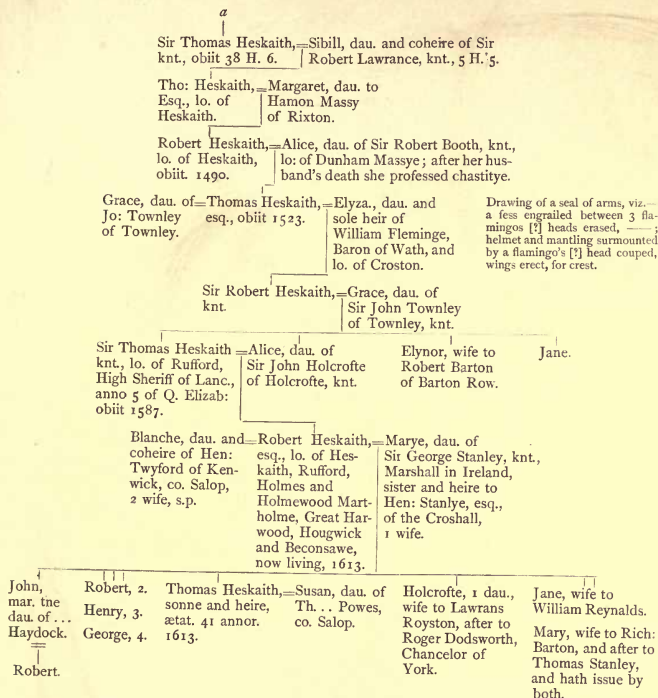 a
Sir Thomas Heskaith,=Sibill, dau. and coheire of Sir
knt., obiit 38 H. 6. Robert Lawrance, knt., 5 H. 5.
Tho: Heskaith,=Margaret, dau. to
Esq., lo. of Hamon Massy
Heskaith. of Rixton.
Robert Heskaith,=Alice, dau. of Sir Robert Booth, knt.,
lo. of Heskaith, lo: of Dunham Massye; after her hus-
obiit. 1490. band's death she professed chastitye.
Grace, dau. of=Thomas Heskaith,=Elyza., dau. and
Jo: Townley esq., obiit 1523. sole heir of
of Townley. William Fleminge,
Baron of Wath, and
lo. of Croston.
Drawing of a seal of arms, viz.—
a fess engrailed between 3 fla-
mingos [?] heads erased, ——;
helmet and mantling surmounted
by a flamingo's [?] head couped,
wings erect, for crest.
Sir Robert Heskaith,=Grace, dau. of
knt. Sir John Townley
of Townley, knt.
Sir Thomas Heskaith=Alice, dau. of
knt., lo. of Rufford, Sir John Holcrofte
High Sheriff of Lanc., of Holcrofte, knt.
anno 5 of Q. Elizab:
obiit 1587.
Elynor, wife to
Robert Barton
of Barton Row.
Jane.
Blanche, dau. and=Robert Heskaith,=Marye, dau. of
coheire of Hen: esq., lo. of Hes- Sir George Stanley, knt.,
Twyford of Ken- kaith, Rufford, Marshall in Ireland,
wick, co. Salop, Holmes and sister and heire to
2 wife, s.p. Holmewood Mart- Hen: Stanlye, esq.,
holme, Great Har- of the Croshall,
wood, Hougwick 1 wife.
and Beconsawe,
now living, 1613.
John,
mar. tne
dau. of ...
Haydock.
Robert.
Robert, 2.
Henry, 3.
George, 4.
Thomas Heskaith,=Susan, dau. of
sonne and heire, Th. . . Powes,
ætat. 41 annor. co. Salop.
1613.
Holcrofte, 1 dau.,
wife to Lawrans
Royston, after to
Roger Dodsworth,
Chancelor of
York.
Jane, wife to
William Reynalds.
Mary, wife to Rich:
Barton, and after to
Thomas Stanley,
and hath issue by
both.